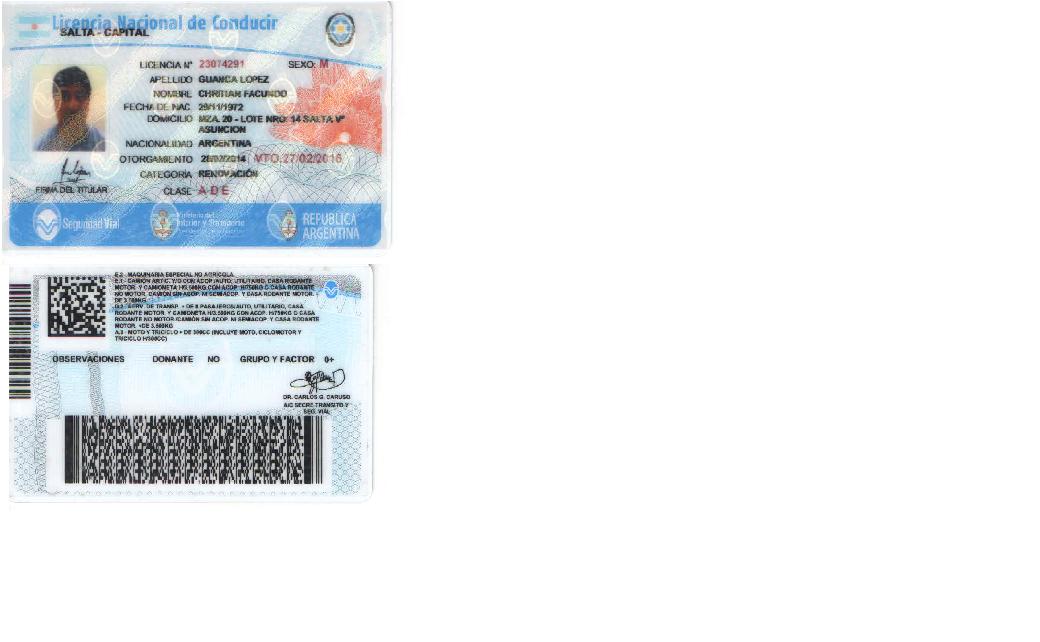 Licencia Nacional de Conducir
SALTA - CAPITAL
LICENCIA N° 23074291 SEXO: M
APELLIDO GUANCA LOPEZ
NOMBRE CHRITIAN FACUNDO
FECHA DE NAC 29/11/1972
DOMICILIO MZA. 20 - LOTE NRO: 14 SALTA Vº
ASUNCION
NACIONALIDAD ARGENTINA
OTORGAMIENTO 28/02/2014 VTO.27/02/2016
CATEGORIA RENOVACIÓN
FIRMA DEL TITULAR CLASE A D E
Seguridad Vial
Ministerio del
Interior y Transporte
REPUBLICA
ARGENTINA
E.2 - MAQUINARIA ESPECIAL NO AGRICOLA
E.1 - CAMIÓN ARTIC. Y/O CON ACOP./AUTO, UTILITARIO, CASA RODANTE
MOTOR. Y CAMIONETA H/3.500KG CON ACOP. H/750KG O CASA RODANTE
NO MOTOR. CAMIÓN SIN ACOP. NI SEMIACOP. Y CASA RODANTE MOTOR.
DE 3.500KG
D.2 - SERV. DE TRANSP. + DE 8 PASAJEROS/AUTO, UTILITARIO, CASA
RODANTE MOTOR. Y CAMIONETA H/3.500KG CON ACOP. H/750KG O CASA
RODANTE NO MOTOR./CAMIÓN SIN ACOP. NI SEMIACOP. Y CASA RODANTE
MOTOR. +DE 3.500KG
A.3 - MOTO Y TRICICLO + DE 300CC (INCLUYE MOTO, CICLOMOTOR Y
TRICICLO H/300CC)
OBSERVACIONES DONANTE NO GRUPO Y FACTOR 0+
DR. CARLOS G. CARUSO
A/C SECRE TRANSITO Y
SEG. VIAL